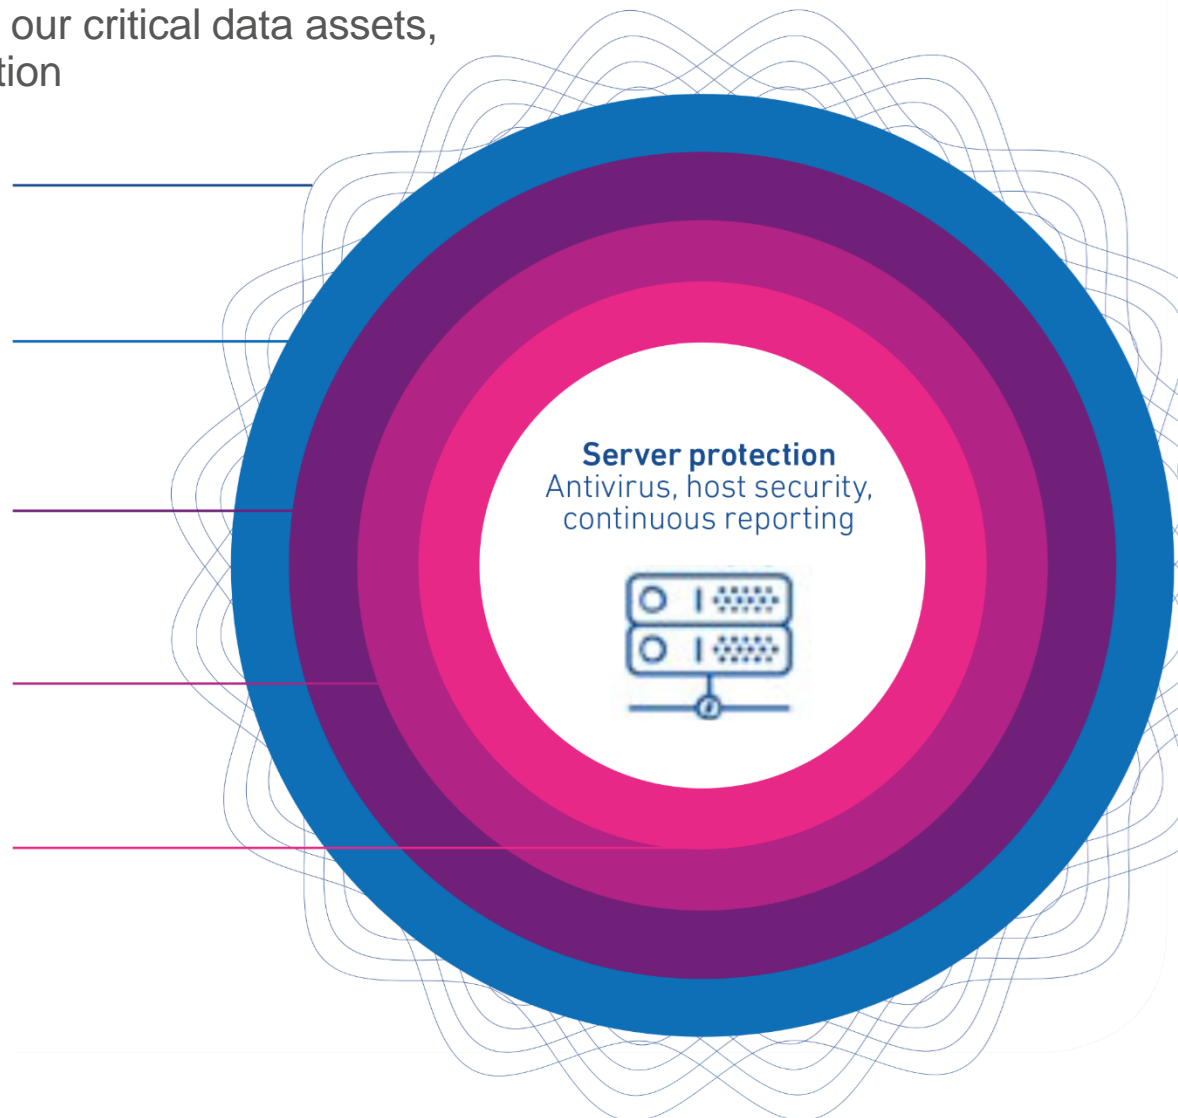 our critical data assets,
tion
Server protection
Antivirus, host security,
continuous reporting